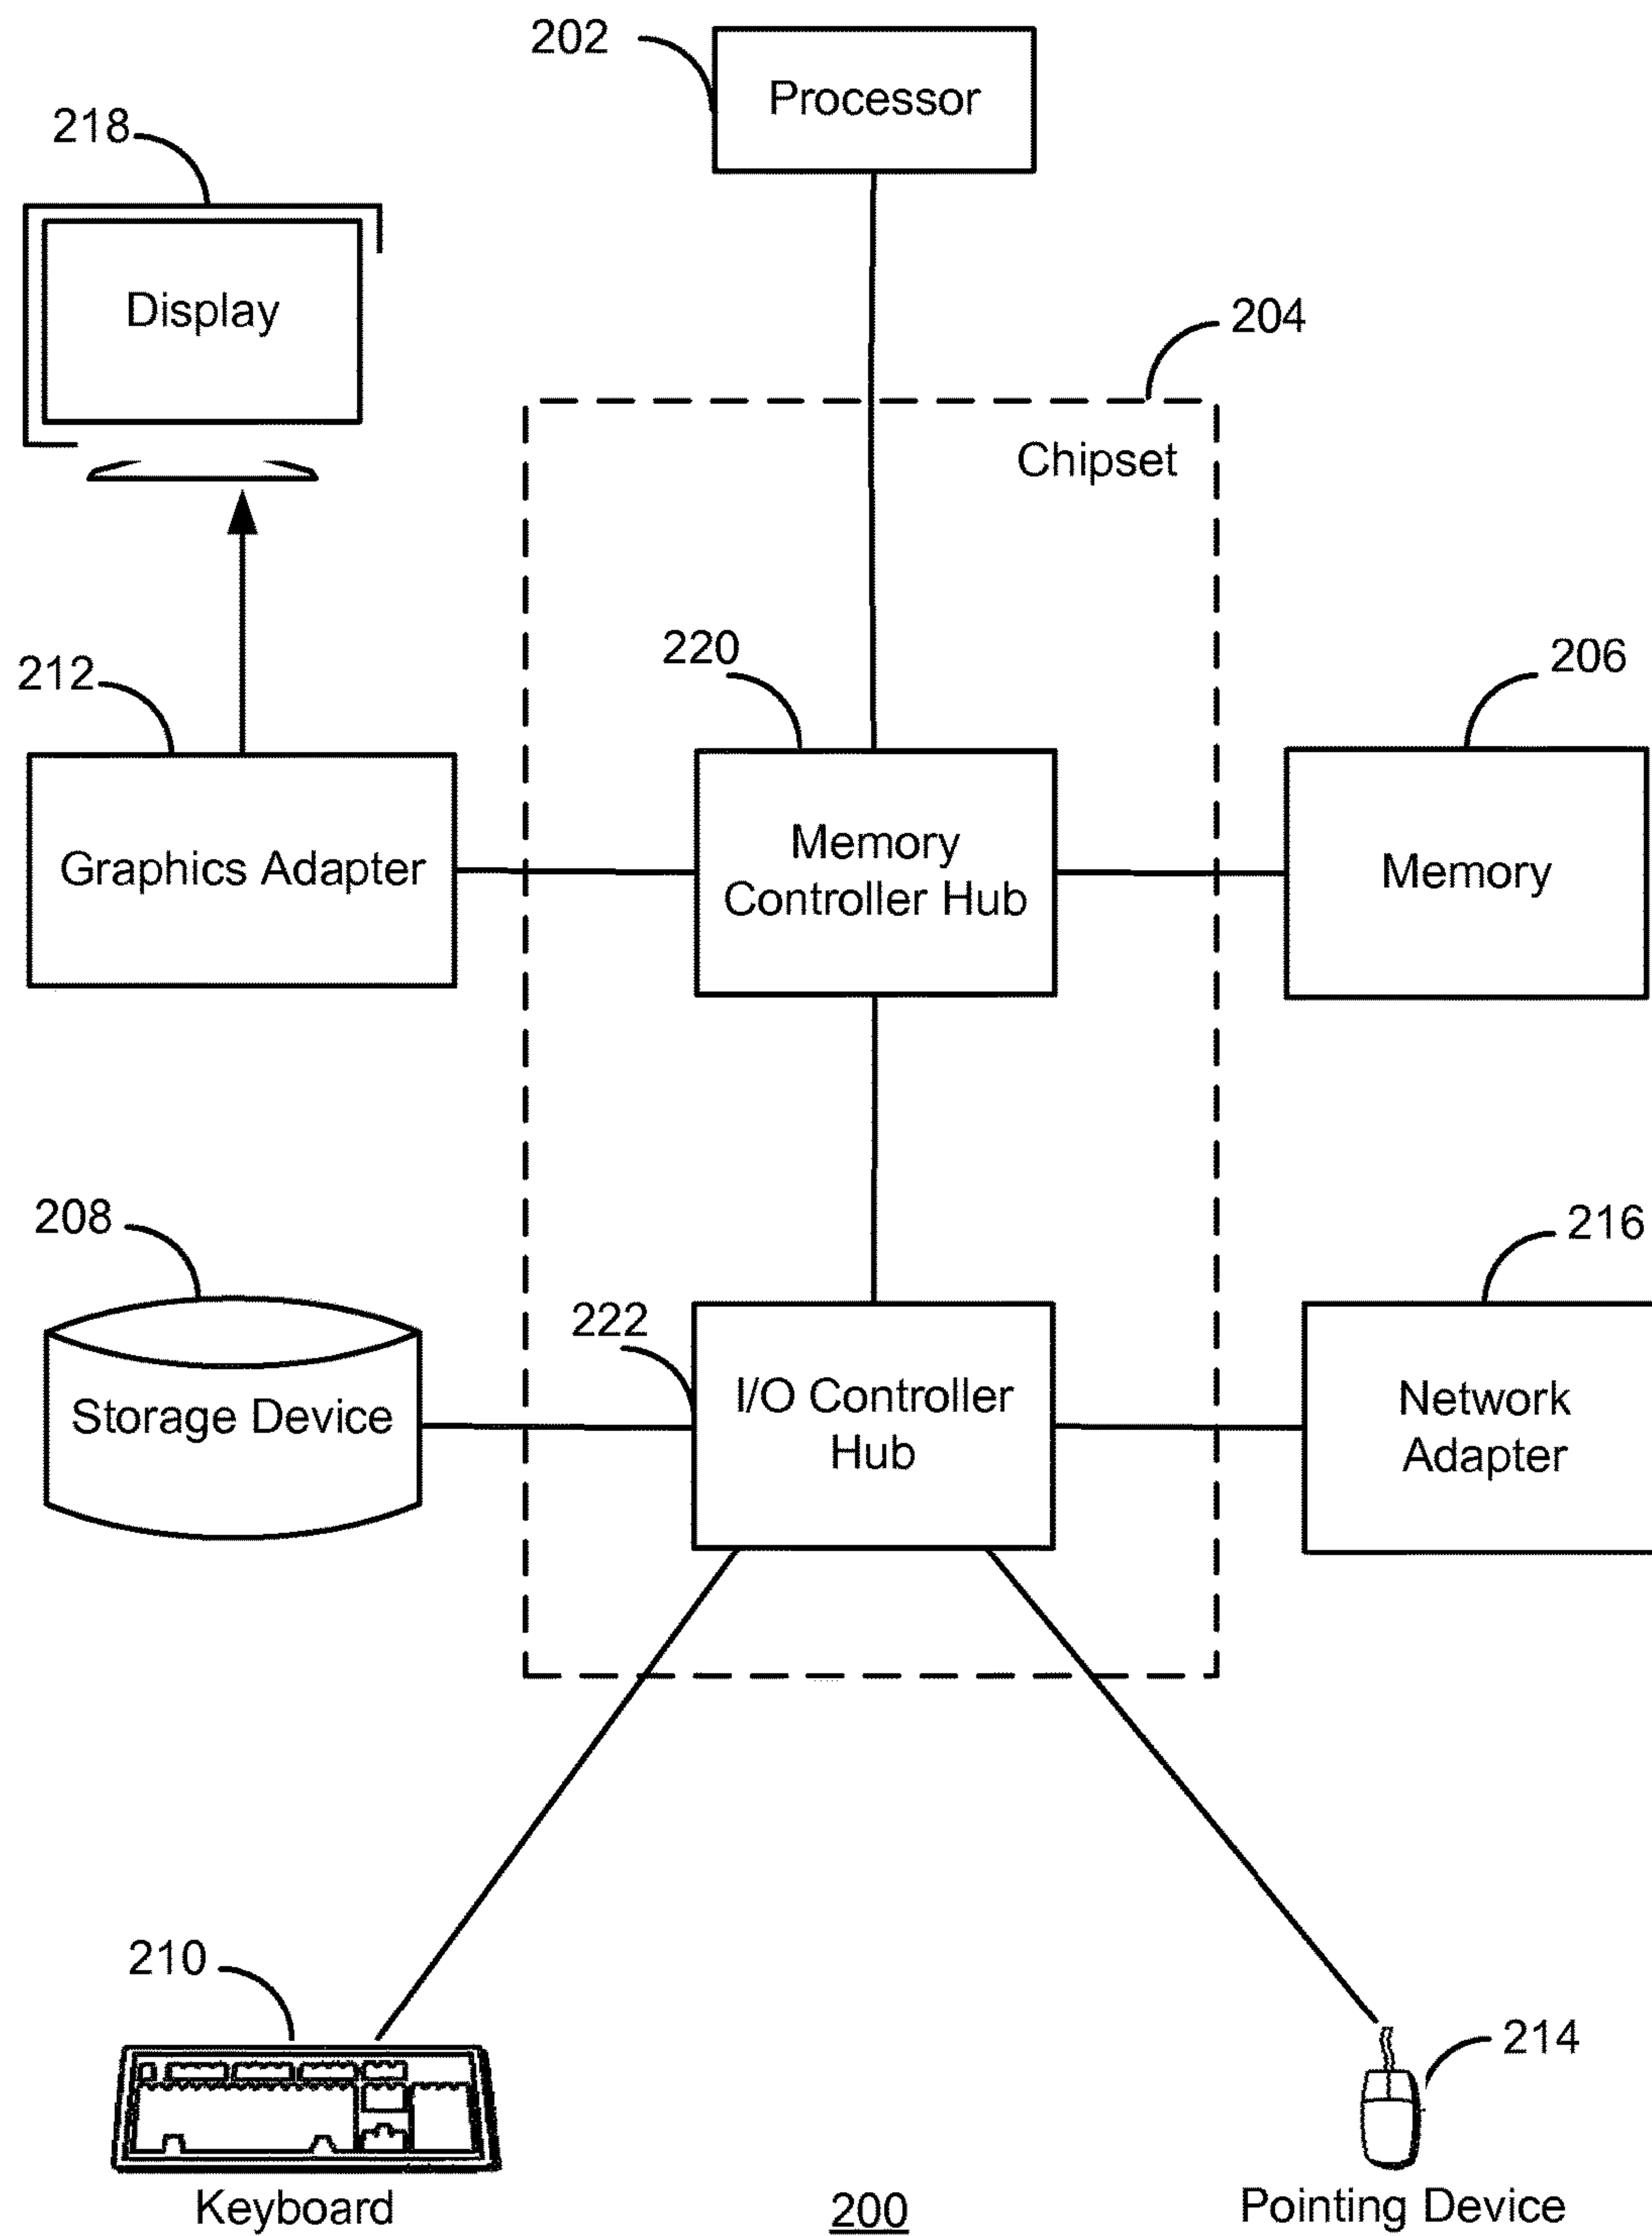 202
Processor
218
Display
204
Chipset
220
206
212
Memory
Controller Hub
Graphics Adapter
Memory
208
216
222
I/O Controller
Hub
Storage Device
Network
Adapter
210
214
Keyboard
200
Pointing Device